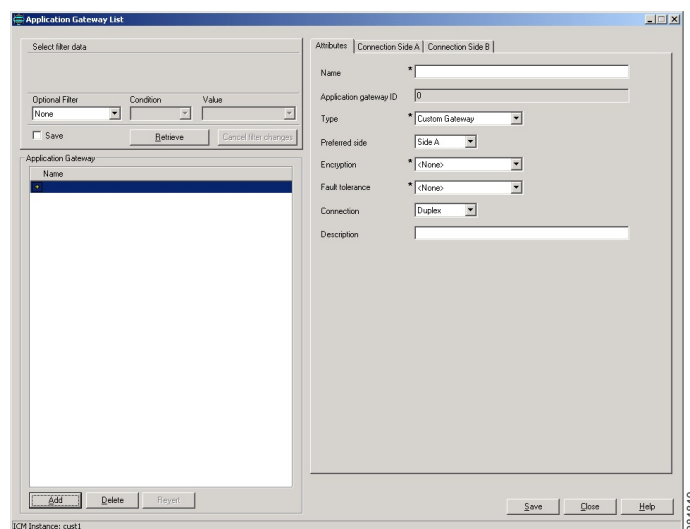 Application Gateway List
Select filter data
Optional Filter Condition Value
None
Save Retrieve Cancel filter changes
Application Gateway
Name
Add Delete Revert
Attributes Connection Side A Connection Side B
Name *
Application gateway ID 0
Type * Custom Gateway
Preferred side Side A
Encryption * <None>
Fault tolerance * <None>
Connection Duplex
Description
Save Close Help
ICM Instance: cust1